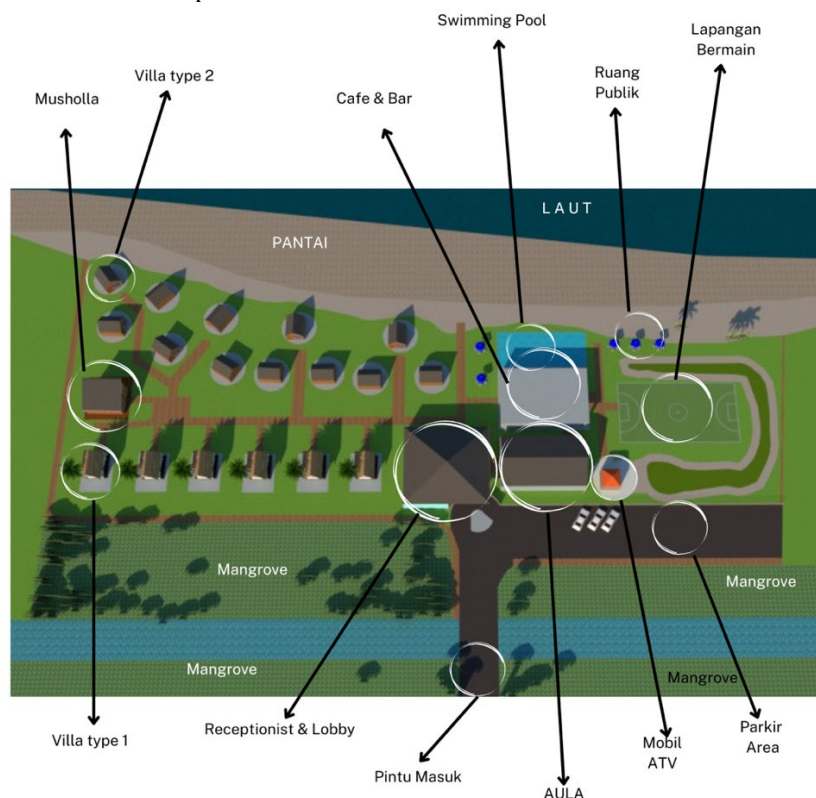 Swimming Pool
Lapangan
Bermain
Villa type 2
Ruang
Publik
Musholla
Cafe & Bar
LAUT
PANTAI
Mangrove
Mangrove
Mangrove
Mangrove
Villa type 1
Receptionist & Lobby
Pintu Masuk
AULA
Mobil
ATV
Parkir
Area